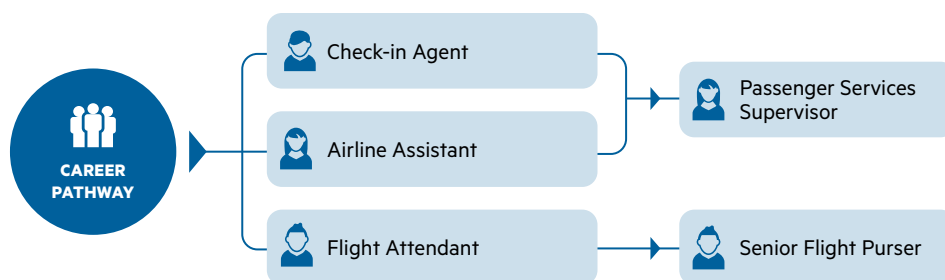 CAREER
PATHWAY
Check-in Agent
Airline Assistant
Flight Attendant
Passenger Services
Supervisor
Senior Flight Purser